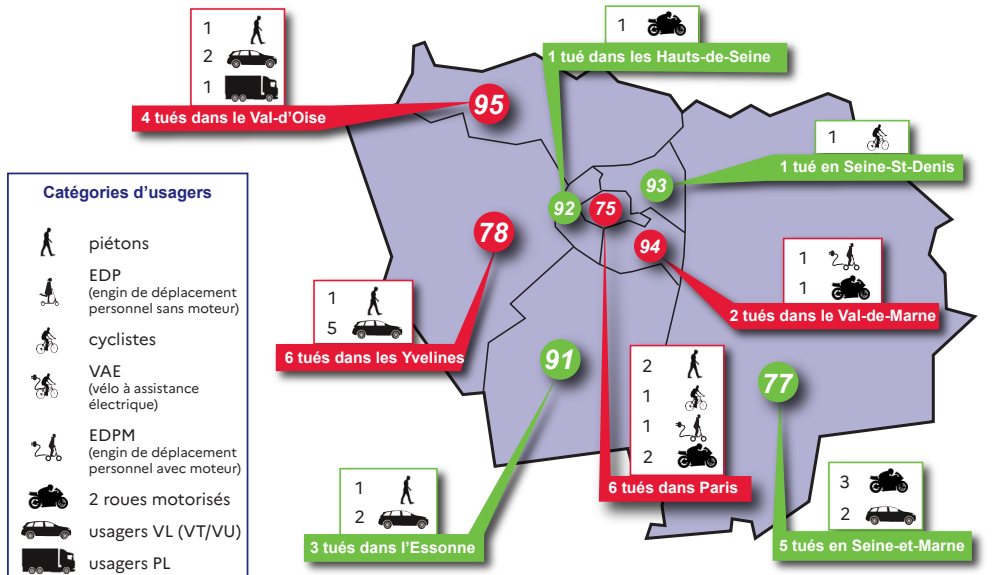 1
1 tué dans les Hauts-de-Seine
1
2
1
4 tués dans le Val-d'Oise
95
1
1 tué en Seine-St-Denis
93
92
75
94
78
1
1
2 tués dans le Val-de-Marne
1
5
6 tués dans les Yvelines
91
77
2
1
1
2
6 tués dans Paris
1
2
3 tués dans l'Essonne
3
2
5 tués en Seine-et-Marne
Catégories d'usagers
piétons
EDP
(engin de déplacement
personnel sans moteur)
cyclistes
VAE
(vélo à assistance
électrique)
EDPM
(engin de déplacement
personnel avec moteur)
2 roues motorisés
usagers VL (VT/VU)
usagers PL